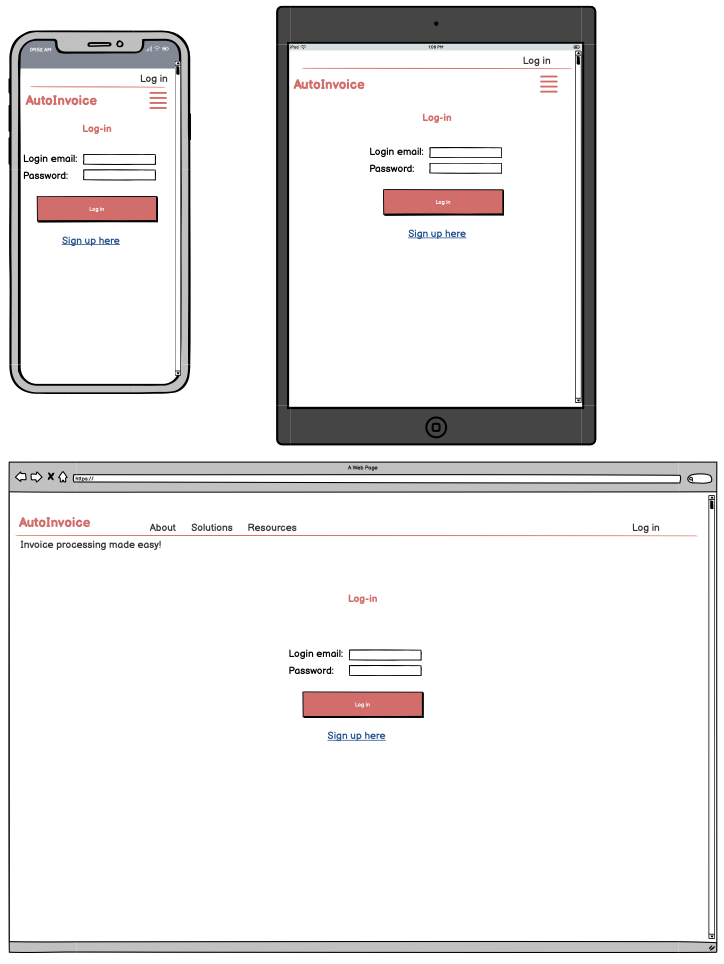 09:52 AM
Log in
AutoInvoice
Log-in
Login email:
Password:
Log in
Sign up here
iPad
1:08 PM
Log in
AutoInvoice
Log-in
Login email:
Password:
Log in
Sign up here
A Web Page
https://
AutoInvoice About Solutions Resources Log in
Invoice processing made easy!
Log-in
Login email:
Password:
Log in
Sign up here